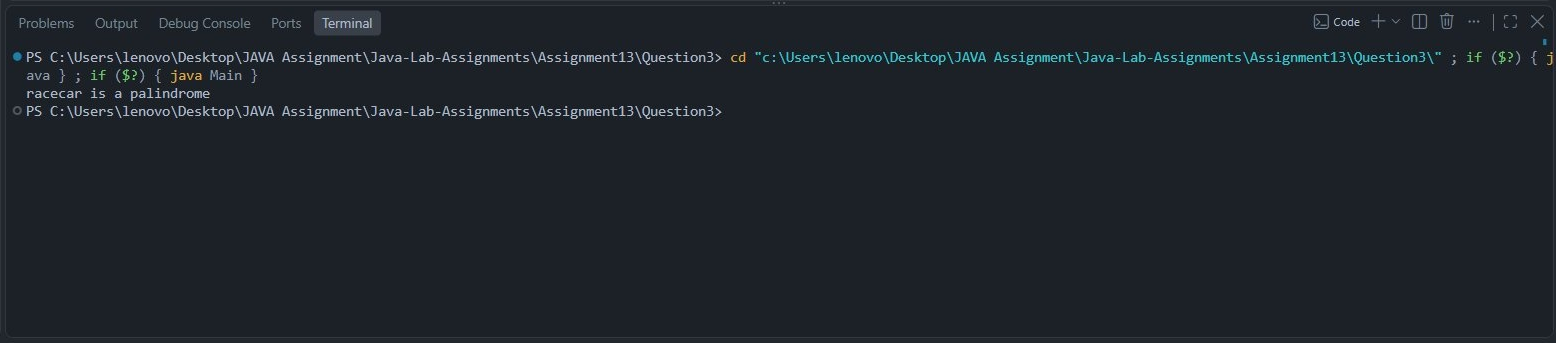 Problems Output Debug Console Ports Terminal Code
PS C:\Users\lenovo\Desktop\JAVA Assignment\Java-Lab-Assignments\Assignment13\Question3> cd "c:\Users\lenovo\Desktop\JAVA Assignment\Java-Lab-Assignments\Assignment13\Question3\" ; if ($?) { j
ava } ; if ($?) { java Main }
racecar is a palindrome
PS C:\Users\lenovo\Desktop\JAVA Assignment\Java-Lab-Assignments\Assignment13\Question3>